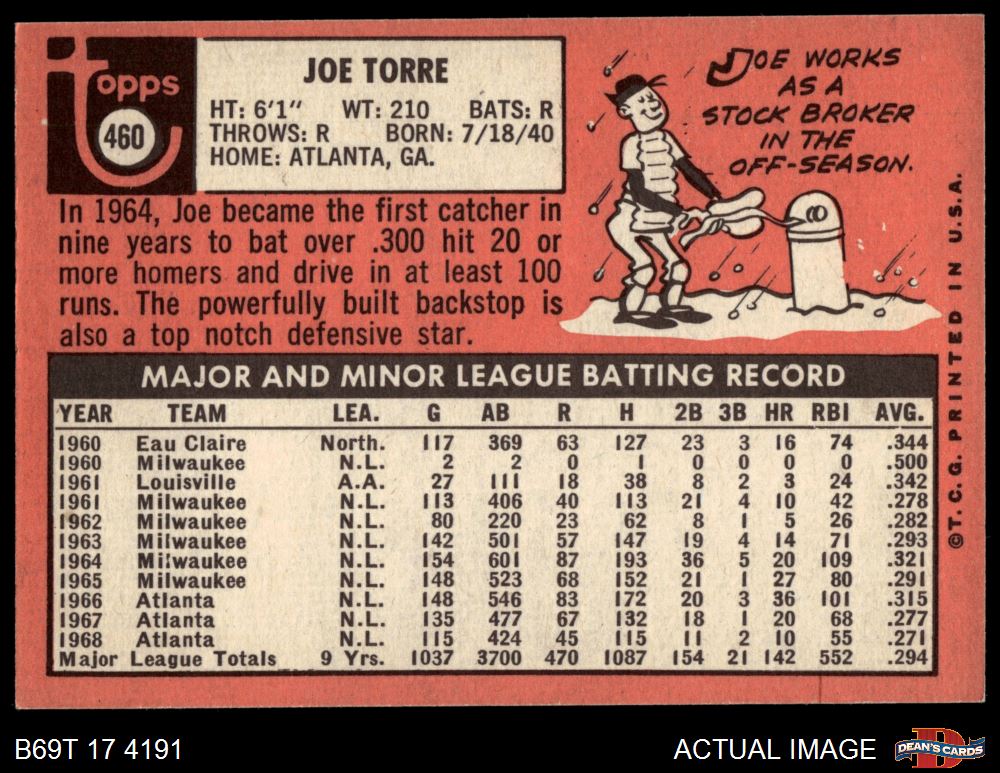 topps
460
JOE TORRE
HT: 6'1" WT: 210 BATS: R
THROWS: R BORN: 7/18/40
HOME: ATLANTA, GA.
In 1964, Joe became the first catcher in
nine years to bat over .300 hit 20 or
more homers and drive in at least 100
runs. The powerfully built backstop is
also a top notch defensive star.
JOE WORKS
AS A
STOCK BROKER
IN THE
OFF-SEASON.
MAJOR AND MINOR LEAGUE BATTING RECORD
YEAR TEAM LEA. G AB R H 2B 3B HR RBI AVG.
1960 Eau Claire North. 117 369 63 127 23 3 16 74 .344
1960 Milwaukee N.L. 2 2 0 1 0 0 0 0 .500
1961 Louisville A.A. 27 111 18 38 8 2 3 24 .342
1961 Milwaukee N.L. 113 406 40 113 21 4 10 42 .278
1962 Milwaukee N.L. 80 220 23 62 8 1 5 26 .282
1963 Milwaukee N.L. 142 501 57 147 19 4 14 71 .293
1964 Milwaukee N.L. 154 601 87 193 36 5 20 109 .321
1965 Milwaukee N.L. 148 523 68 152 21 1 27 80 .291
1966 Atlanta N.L. 148 546 83 172 20 3 36 101 .315
1967 Atlanta N.L. 135 477 67 132 18 1 20 68 .277
1968 Atlanta N.L. 115 424 45 115 11 2 10 55 .271
Major League Totals 9 Yrs. 1037 3700 470 1087 154 21 142 552 .294
©T.C.G. PRINTED IN U.S.A.
B69T 17 4191
ACTUAL IMAGE
D
DEAN'S CARDS